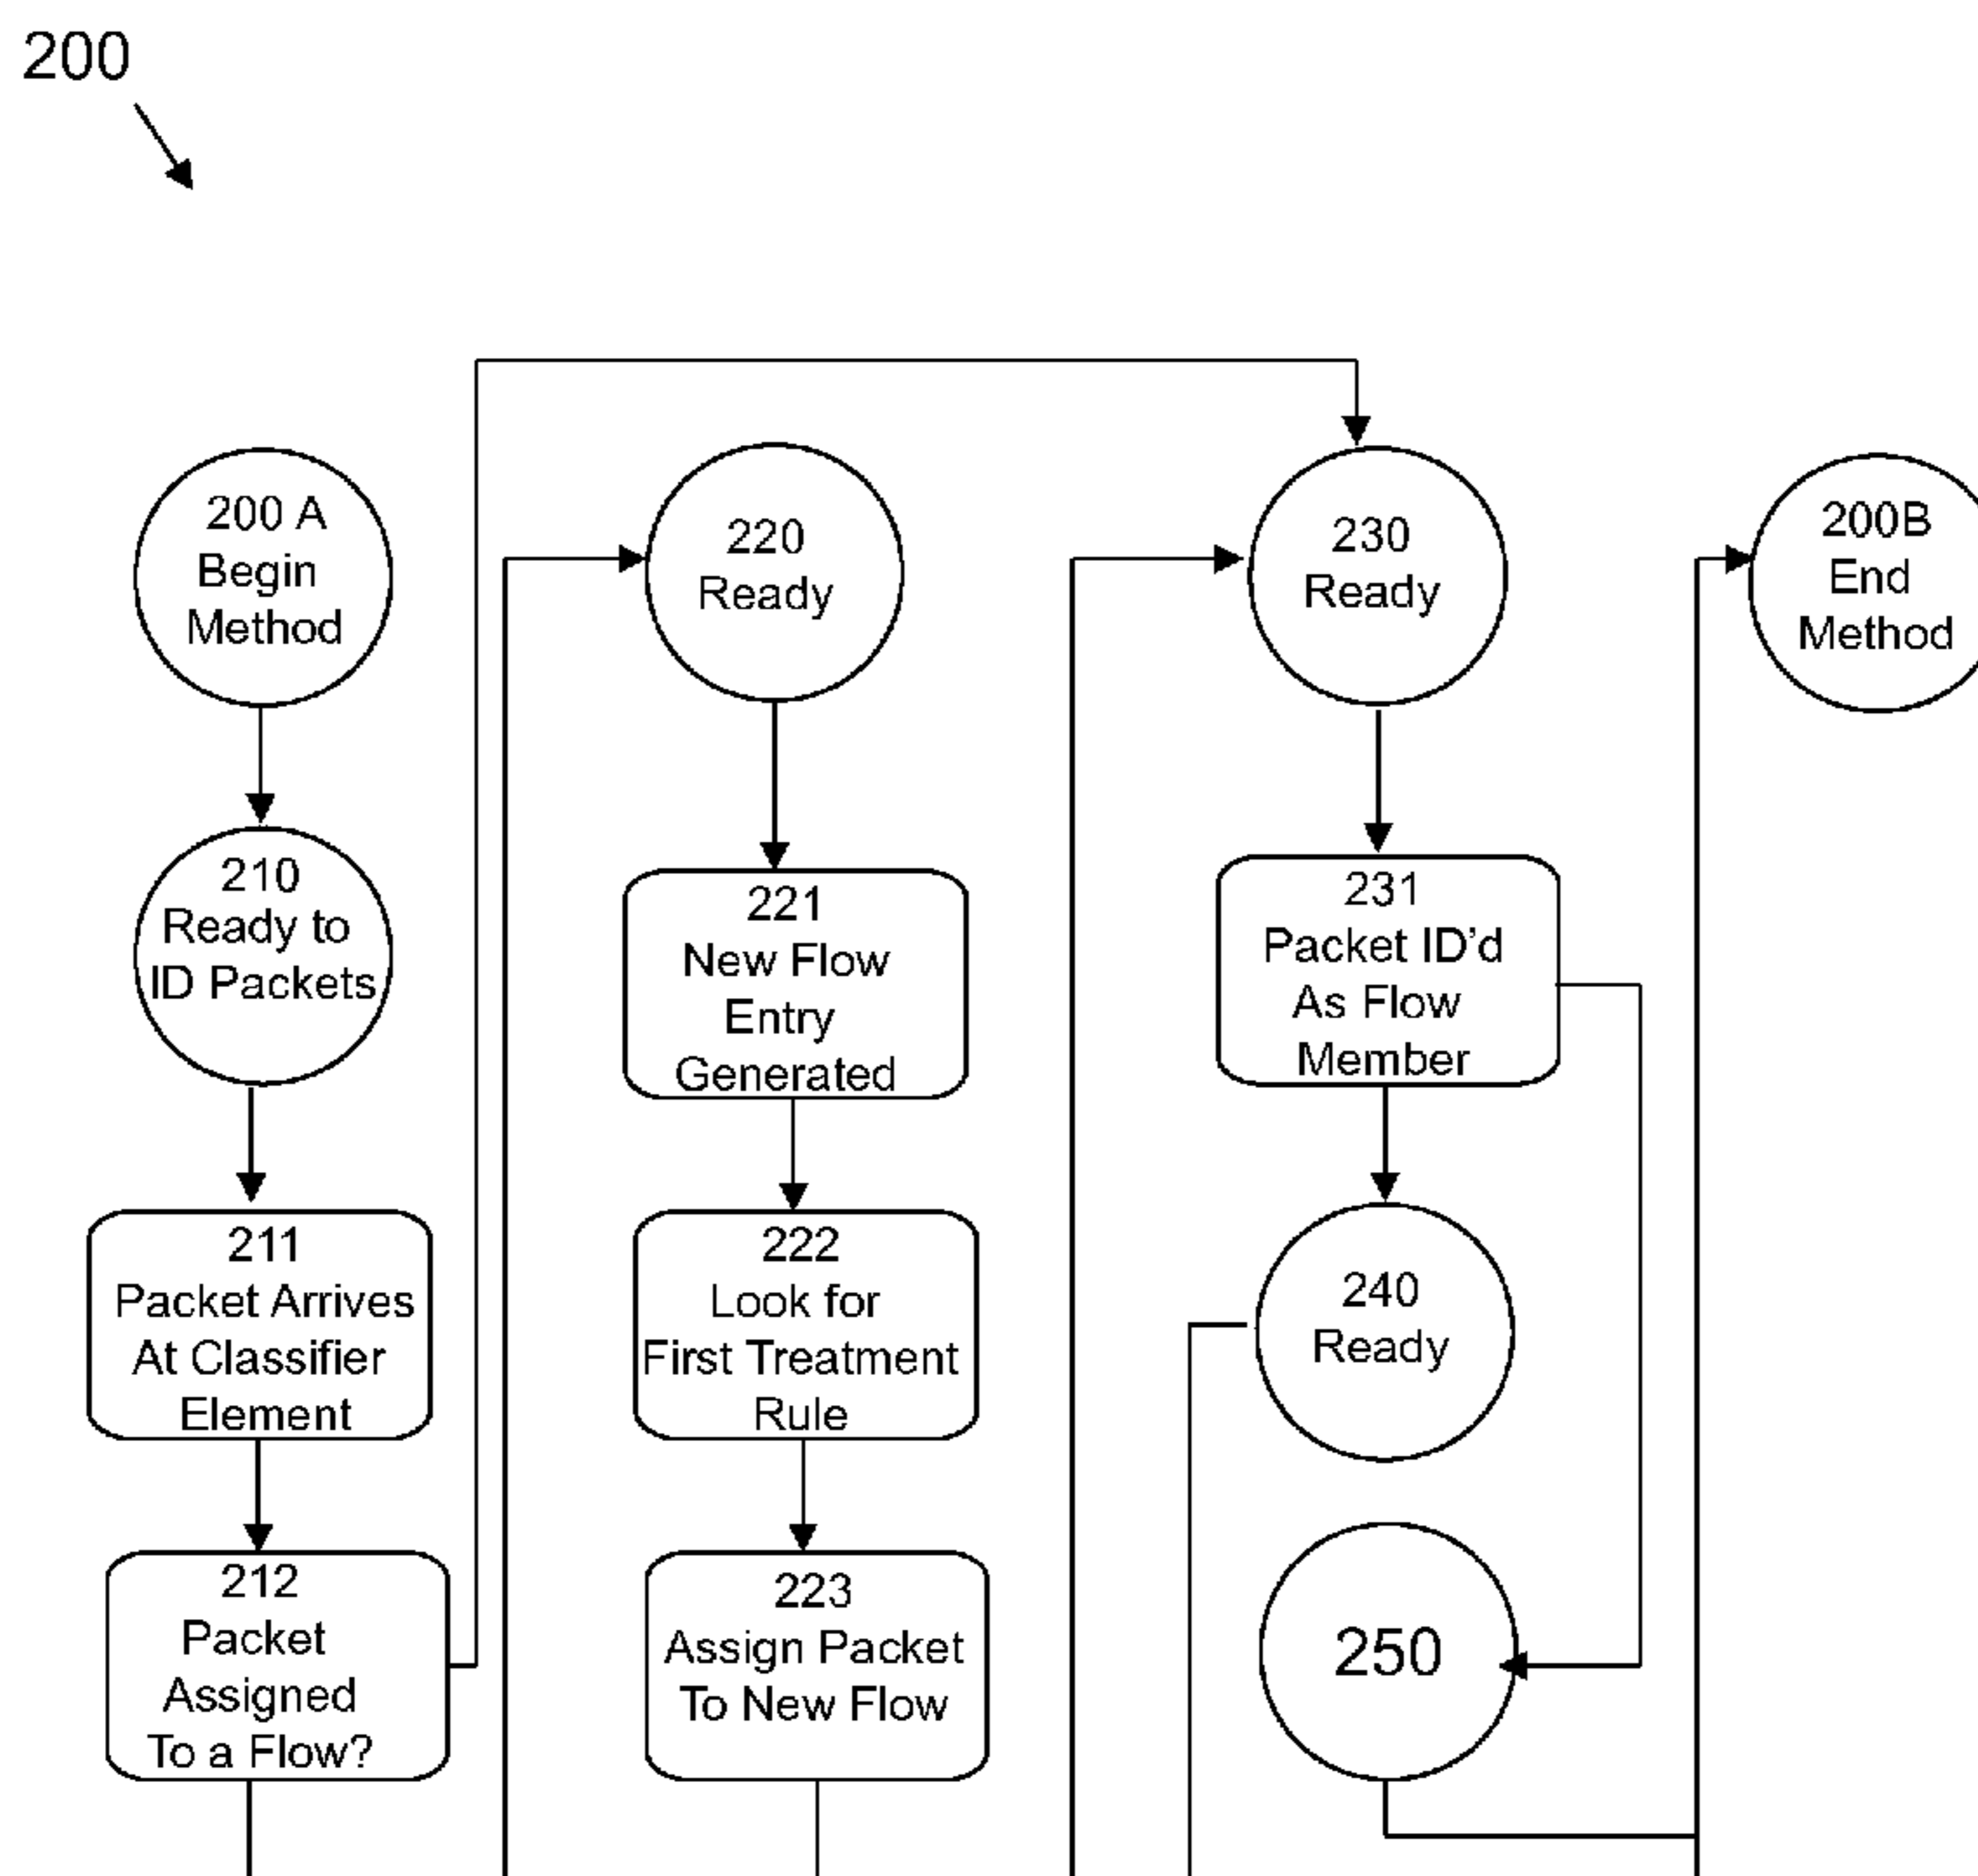 200
200 A
Begin
Method
210
Ready to
ID Packets
211
Packet Arrives
At Classifier
Element
212
Packet
Assigned
To a Flow?
220
Ready
221
New Flow
Entry
Generated
222
Look for
First Treatment
Rule
223
Assign Packet
To New Flow
230
Ready
231
Packet ID'd
As Flow
Member
240
Ready
250
200B
End
Method